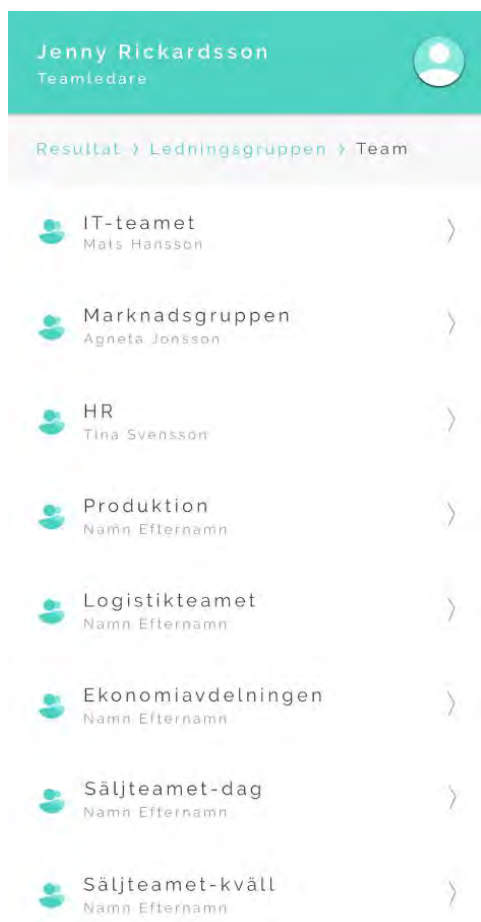 Jenny Rickardsson
Teamledare
Resultat > Ledningsgruppen > Team
IT-teamet
Mats Hansson
Marknadsgruppen
Agneta Jonsson
HR
Tina Svensson
Produktion
Namn Efternamn
Logistikteamet
Namn Efternamn
Ekonomiavdelningen
Namn Efternamn
Säljteamet-dag
Namn Efternamn
Säljteamet-kväll
Namn Efternamn